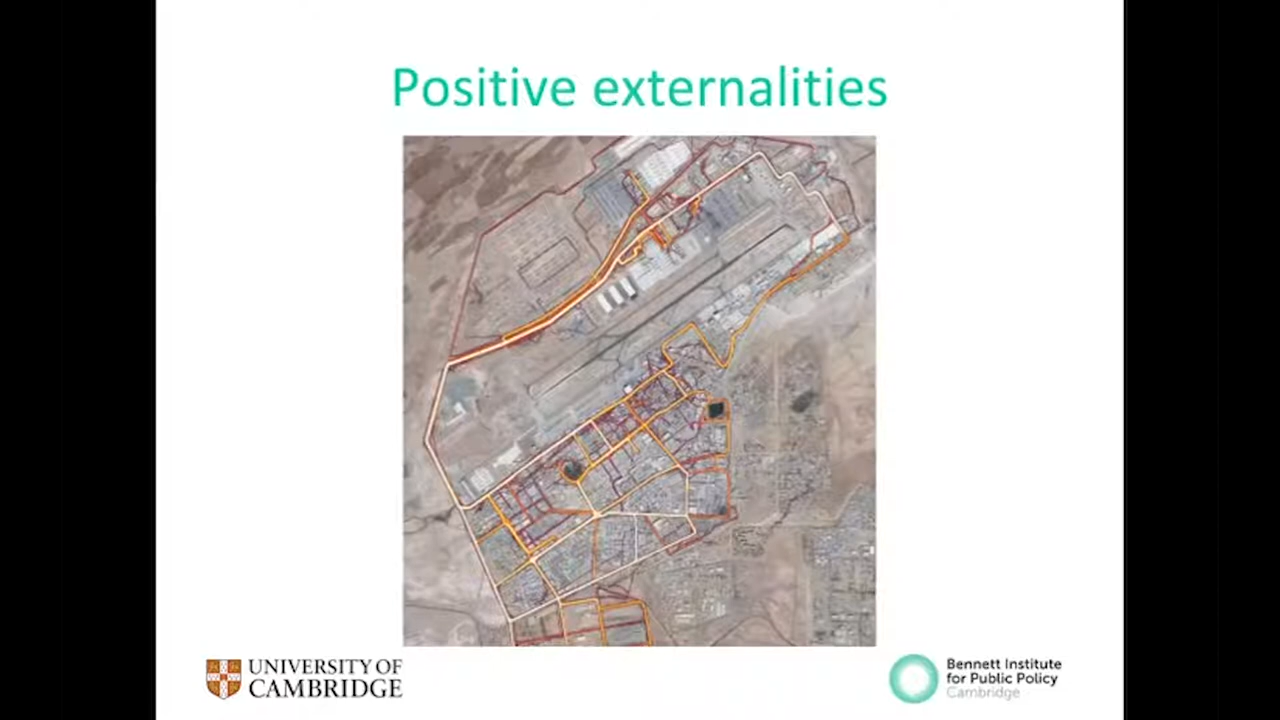 Positive externalities
UNIVERSITY OF
CAMBRIDGE
Bennett Institute
for Public Policy
Cambridge